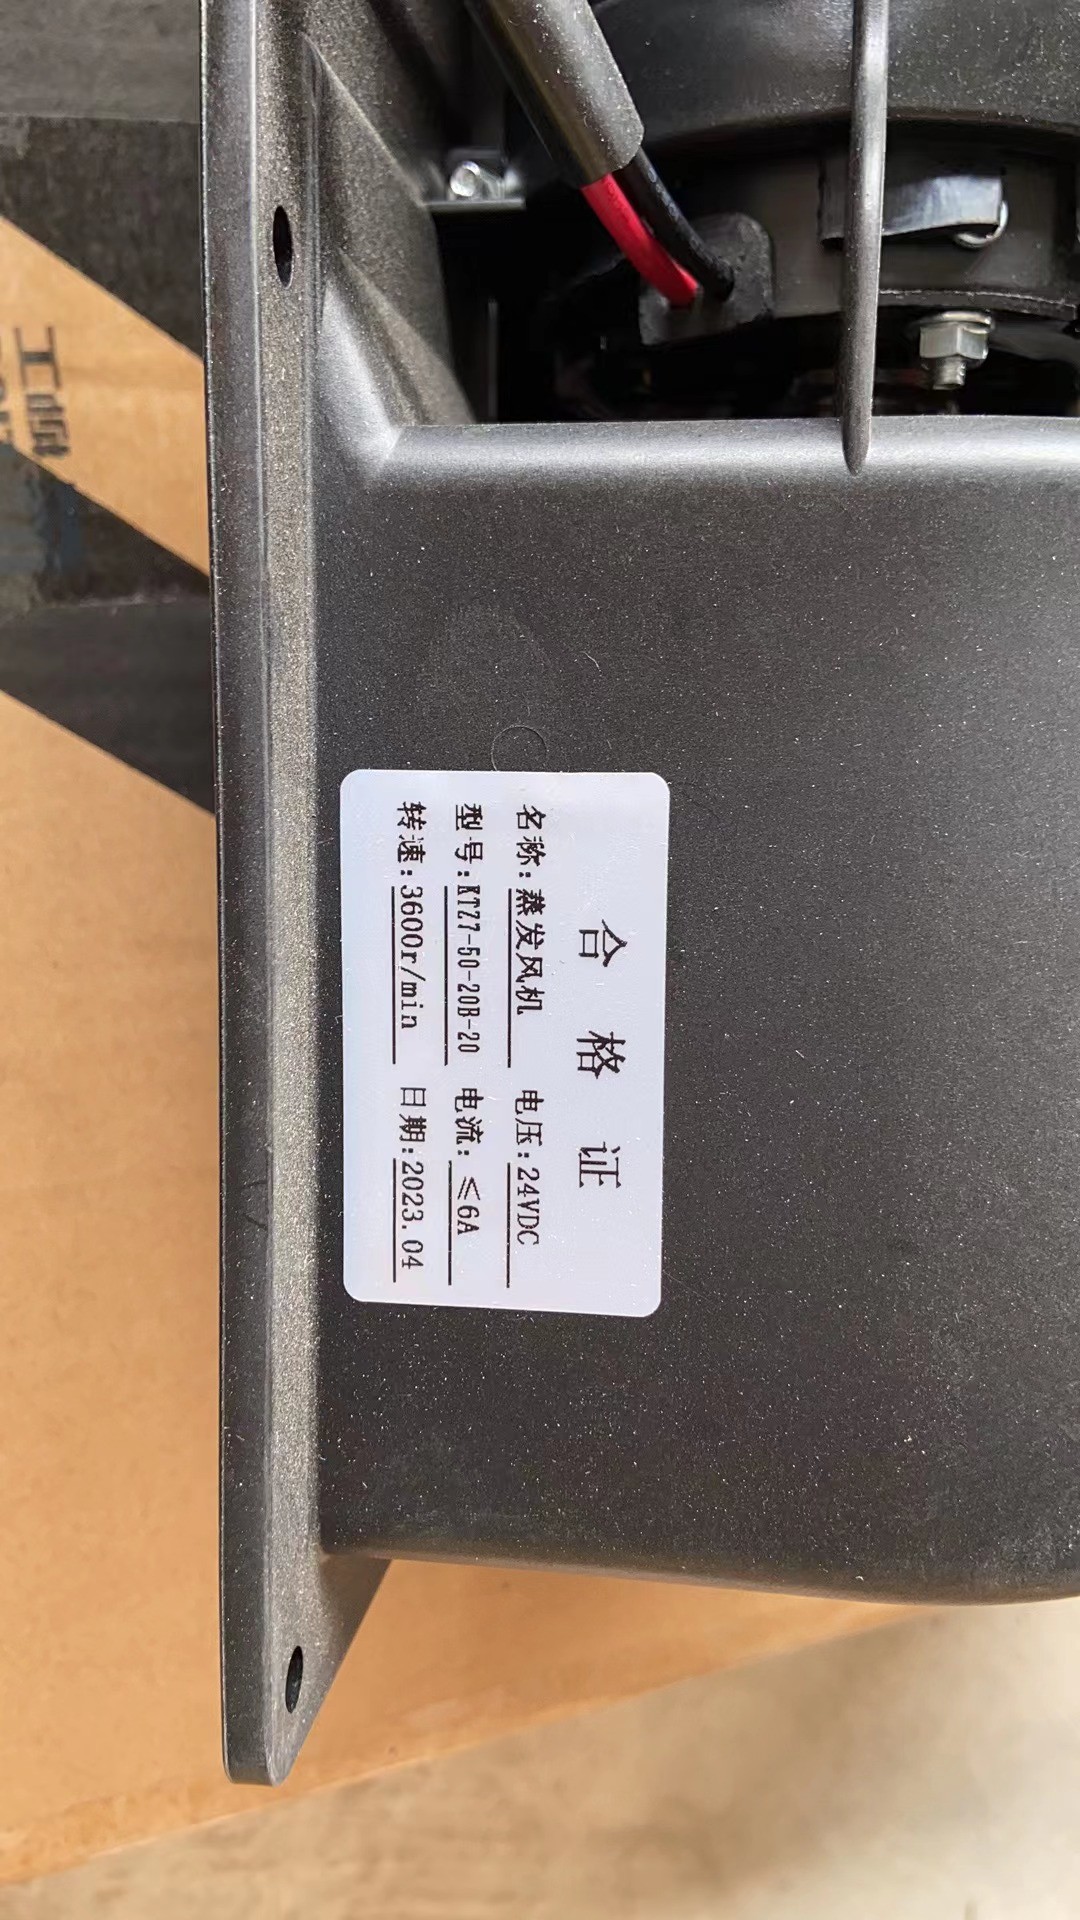 合格证
名称:蒸发风机 电压:24VDC
型号:KTZ7-50-20B-20 电流:≤6A
转速:3600r/min 日期:2023.04